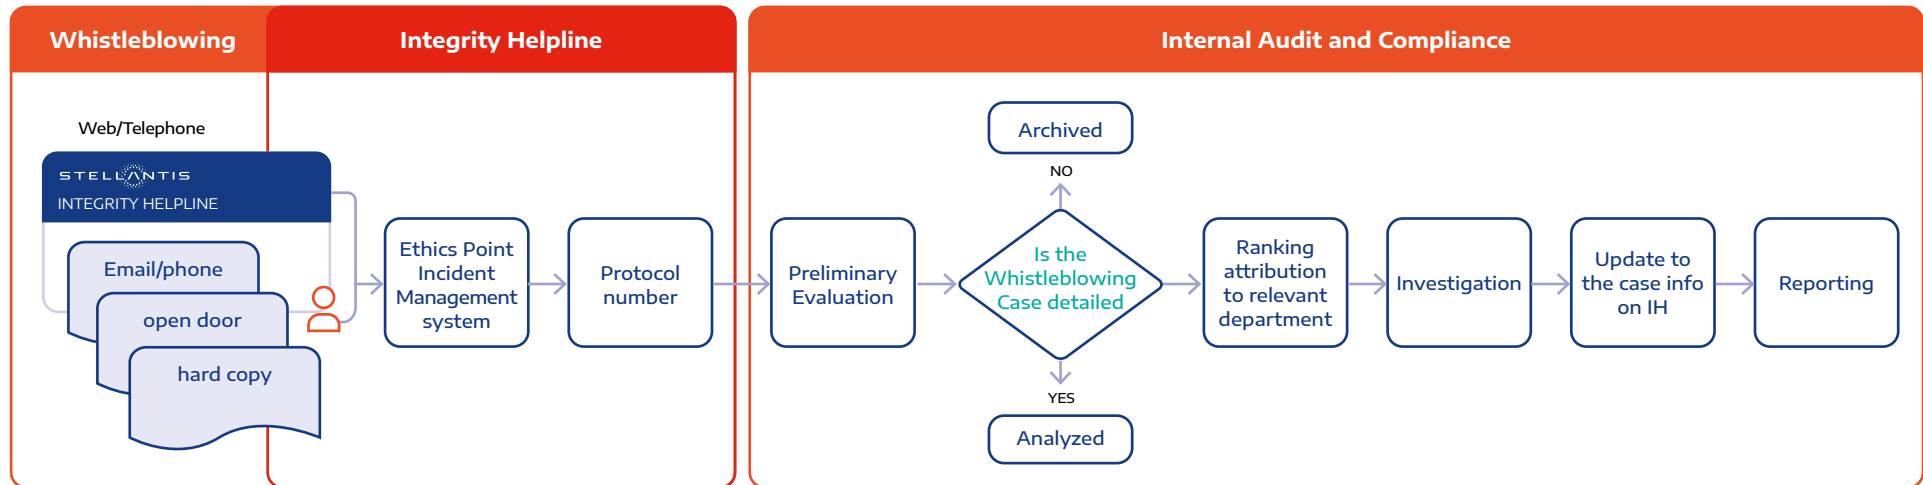 Whistleblowing
Integrity Helpline
Internal Audit and Compliance
Web/Telephone
STELLANTIS
INTEGRITY HELPLINE
Email/phone
open door
hard copy
Ethics Point
Incident
Management
system
Protocol
number
Preliminary
Evaluation
Archived
NO
Is the
Whistleblowing
Case detailed
YES
Analyzed
Ranking
attribution
to relevant
department
Investigation
Update to
the case info
on IH
Reporting